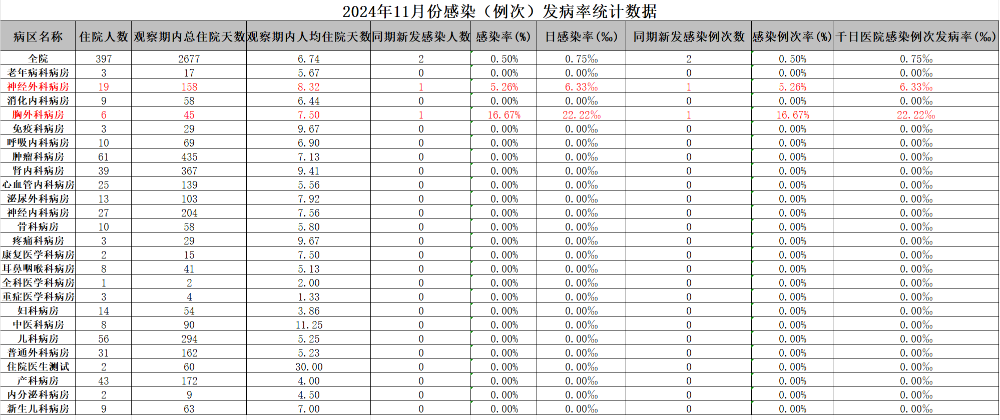 2024年11月份感染（例次）发病率统计数据
病区名称 住院人数 观察期内总住院天数 观察期内人均住院天数 同期新发感染人数 感染率(%) 日感染率(‰) 同期新发感染例次数 感染例次率(%) 千日医院感染例次发病率(‰)
全院 397 2677 6.74 2 0.50% 0.75‰ 2 0.50% 0.75‰
老年病科病房 3 17 5.67 0 0.00% 0.00‰ 0 0.00% 0.00‰
神经外科病房 19 158 8.32 1 5.26% 6.33‰ 1 5.26% 6.33‰
消化内科病房 9 58 6.44 0 0.00% 0.00‰ 0 0.00% 0.00‰
胸外科病房 6 45 7.50 1 16.67% 22.22‰ 1 16.67% 22.22‰
免疫科病房 3 29 9.67 0 0.00% 0.00‰ 0 0.00% 0.00‰
呼吸内科病房 10 69 6.90 0 0.00% 0.00‰ 0 0.00% 0.00‰
肿瘤科病房 61 435 7.13 0 0.00% 0.00‰ 0 0.00% 0.00‰
肾内科病房 39 367 9.41 0 0.00% 0.00‰ 0 0.00% 0.00‰
心血管内科病房 25 139 5.56 0 0.00% 0.00‰ 0 0.00% 0.00‰
泌尿外科病房 13 103 7.92 0 0.00% 0.00‰ 0 0.00% 0.00‰
神经内科病房 27 204 7.56 0 0.00% 0.00‰ 0 0.00% 0.00‰
骨科病房 10 58 5.80 0 0.00% 0.00‰ 0 0.00% 0.00‰
疼痛科病房 3 29 9.67 0 0.00% 0.00‰ 0 0.00% 0.00‰
康复医学科病房 2 15 7.50 0 0.00% 0.00‰ 0 0.00% 0.00‰
耳鼻咽喉科病房 8 41 5.13 0 0.00% 0.00‰ 0 0.00% 0.00‰
全科医学科病房 1 2 2.00 0 0.00% 0.00‰ 0 0.00% 0.00‰
重症医学科病房 3 4 1.33 0 0.00% 0.00‰ 0 0.00% 0.00‰
妇科病房 14 54 3.86 0 0.00% 0.00‰ 0 0.00% 0.00‰
中医科病房 8 90 11.25 0 0.00% 0.00‰ 0 0.00% 0.00‰
儿科病房 56 294 5.25 0 0.00% 0.00‰ 0 0.00% 0.00‰
普通外科病房 31 162 5.23 0 0.00% 0.00‰ 0 0.00% 0.00‰
住院医生测试 2 60 30.00 0 0.00% 0.00‰ 0 0.00% 0.00‰
产科病房 43 172 4.00 0 0.00% 0.00‰ 0 0.00% 0.00‰
内分泌科病房 2 9 4.50 0 0.00% 0.00‰ 0 0.00% 0.00‰
新生儿科病房 9 63 7.00 0 0.00% 0.00‰ 0 0.00% 0.00‰